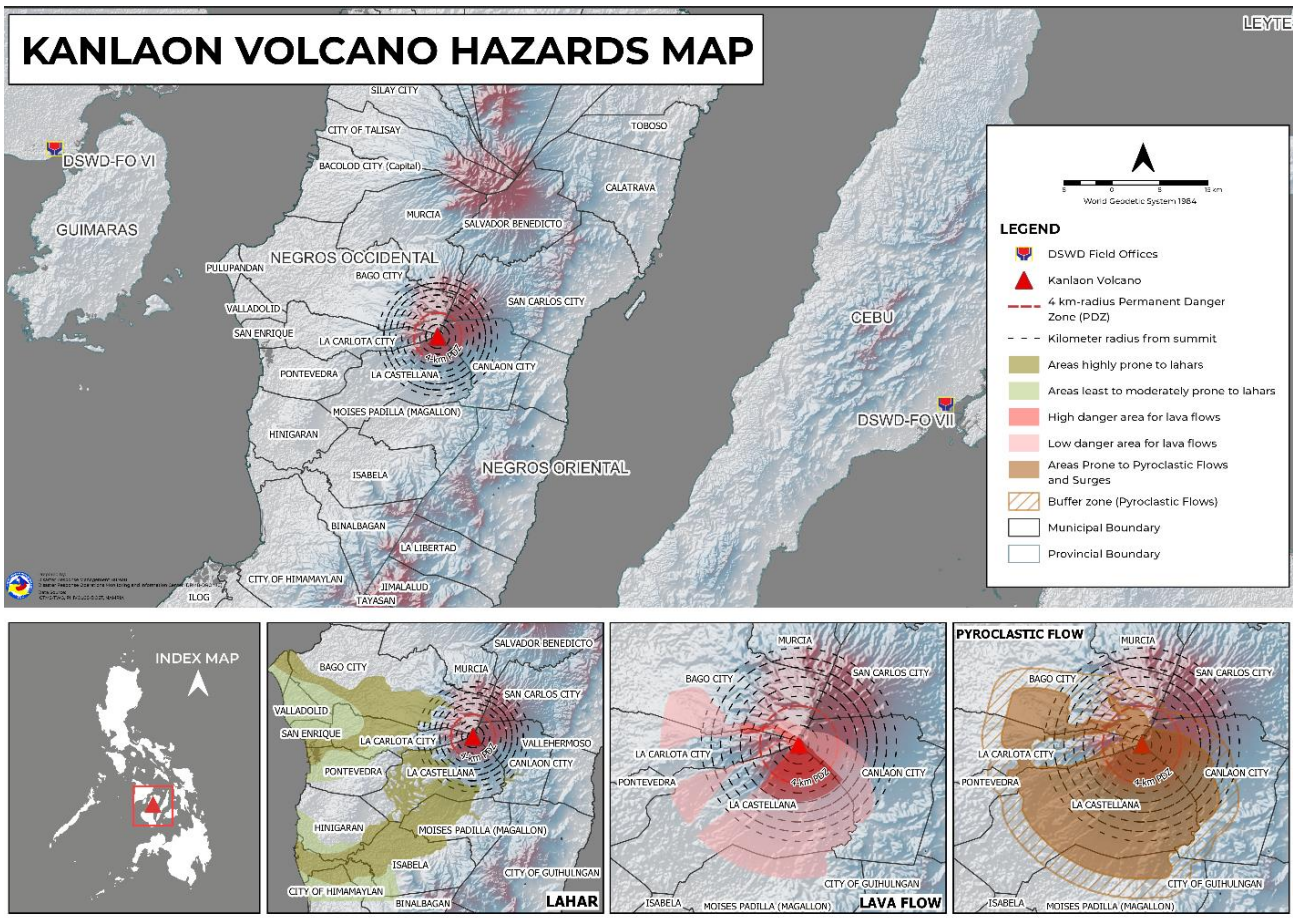 KANLAON VOLCANO HAZARDS MAP
LEYTE
SILAY CITY
CITY OF TALISAY
TOBOSO
DSWD-FO VI
BACOLOD CITY (Capital)
CALATRAVA
MURCIA
SALVADOR BENEDICTO
GUIMARAS
NEGROS OCCIDENTAL
PULUPANDAN
BAGO CITY
SAN CARLOS CITY
VALLADOLID
SAN ENRIQUE
LA CARLOTA CITY
CEBU
4-km PDZ
PONTEVEDRA
LA CASTELLANA
CANLAON CITY
MOISES PADILLA (MAGALLON)
DSWD-FO VII
HINIGARAN
NEGROS ORIENTAL
ISABELA
BINALBAGAN
LA LIBERTAD
CITY OF HIMAMAYLAN
JIMALALUD
ILOG
TAYASAN
5 0 5 10 km
World Geodetic System 1984
LEGEND
DSWD Field Offices
Kanlaon Volcano
4 km-radius Permanent Danger
Zone (PDZ)
Kilometer radius from summit
Areas highly prone to lahars
Areas least to moderately prone to lahars
High danger area for lava flows
Low danger area for lava flows
Areas Prone to Pyroclastic Flows
and Surges
Buffer zone (Pyroclastic Flows)
Municipal Boundary
Provincial Boundary
INDEX MAP
SALVADOR BENEDICTO
BAGO CITY
MURCIA
SAN CARLOS CITY
VALLADOLID
SAN ENRIQUE
LA CARLOTA CITY
VALLEHERMOSO
4-km PDZ
CANLAON CITY
PONTEVEDRA
LA CASTELLANA
HINIGARAN
MOISES PADILLA (MAGALLON)
ISABELA
CITY OF GUIHULNGAN
CITY OF HIMAMAYLAN
BINALBAGAN
LAHAR
MURCIA
BAGO CITY
SAN CARLOS CITY
LA CARLOTA CITY
CANLAON CITY
PONTEVEDRA
4-km PDZ
LA CASTELLANA
CITY OF GUIHULNGAN
ISABELA
MOISES PADILLA (MAGALLON)
LAVA FLOW
PYROCLASTIC FLOW
MURCIA
BAGO CITY
SAN CARLOS CITY
LA CARLOTA CITY
CANLAON CITY
PONTEVEDRA
4-km PDZ
LA CASTELLANA
CITY OF GUIHULNGAN
ISABELA
MOISES PADILLA (MAGALLON)